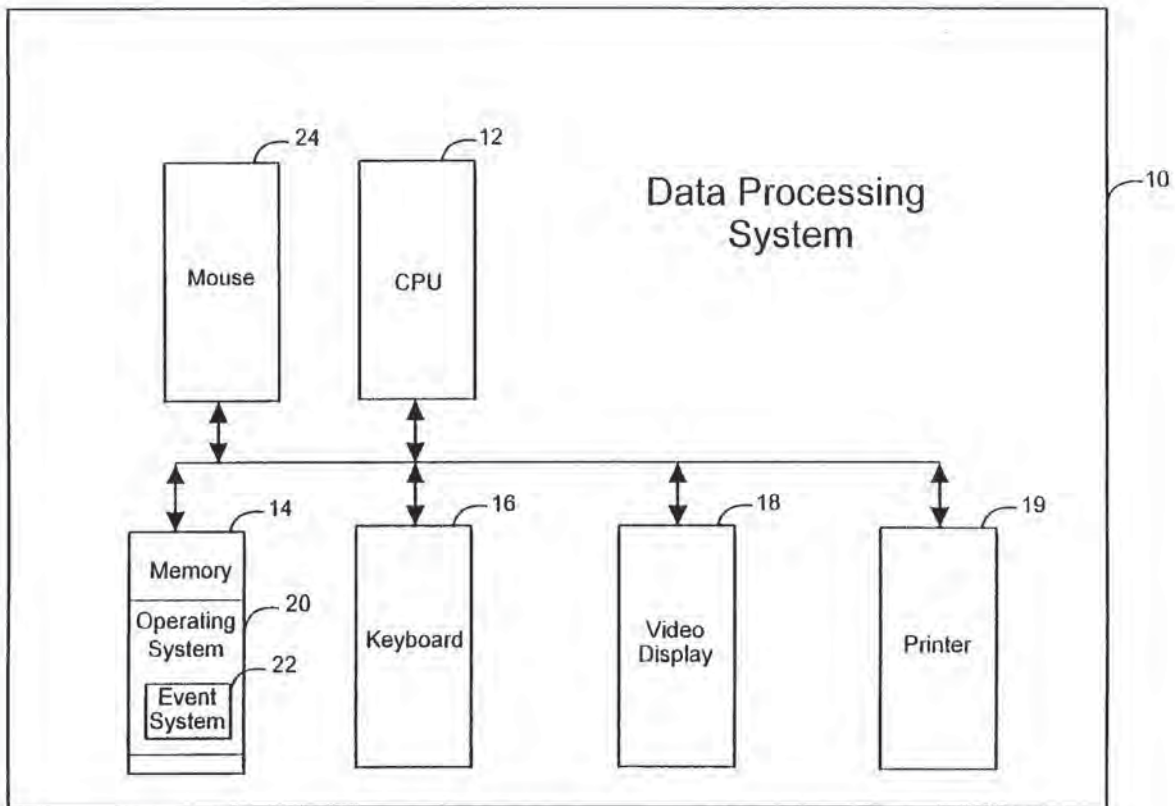 24
12
Data Processing
System
10
Mouse
CPU
14
16
18
19
Memory
Operating
System
20
22
Event
System
Keyboard
Video
Display
Printer